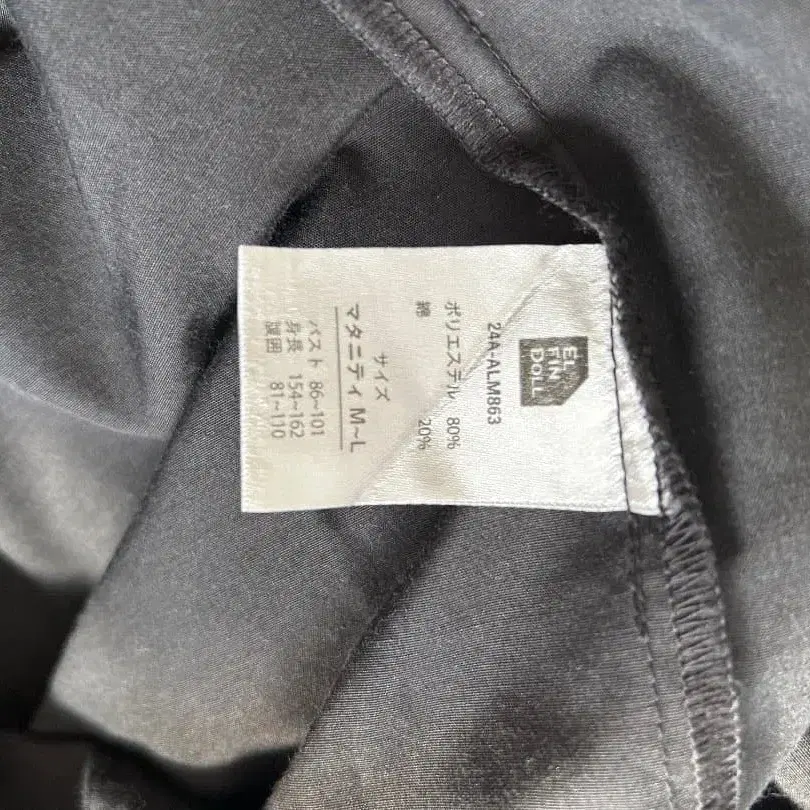 EL
FIN
DOLL
24A-ALM863
ポリエステル 80%
綿 20%
サイズ
マタニティ M~L
バスト 86~101
身長 154~162
腹囲 81~110